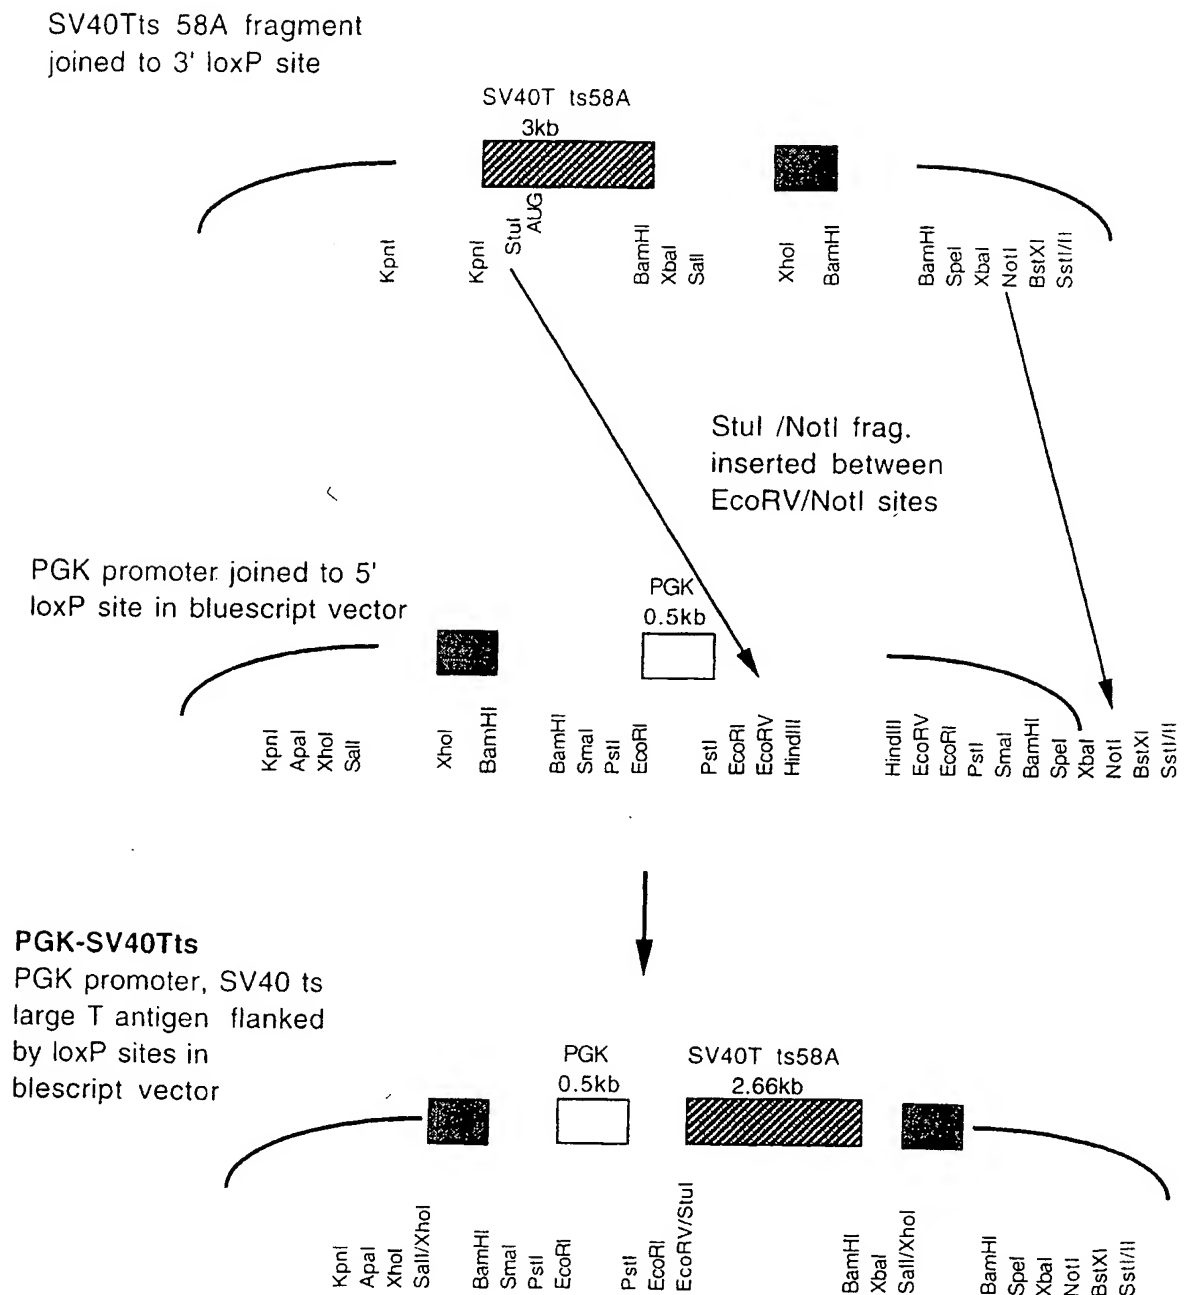 SV40Tts 58A fragment
joined to 3' loxP site
SV40T ts58A
3kb
KpnI
KpnI
StuI
AUG
BamHI
XbaI
SalI
XhoI
BamHI
BamHI
SpeI
XbaI
NotI
BstXI
SstI/II
StuI /NotI frag.
inserted between
EcoRV/NotI sites
PGK promoter joined to 5'
loxP site in bluescript vector
PGK
0.5kb
KpnI
ApaI
XhoI
SalI
XhoI
BamHI
BamHI
SmaI
PstI
EcoRI
PstI
EcoRI
EcoRV
HindIII
HindIII
EcoRV
EcoRI
PstI
SmaI
BamHI
SpeI
XbaI
NotI
BstXI
SstI/II
PGK-SV40Tts
PGK promoter, SV40 ts
large T antigen flanked
by loxP sites in
blescript vector
PGK
0.5kb
SV40T ts58A
2.66kb
KpnI
ApaI
XhoI
SalI/XhoI
BamHI
SmaI
PstI
EcoRI
PstI
EcoRI
EcoRV/StuI
BamHI
XbaI
SalI/XhoI
BamHI
SpeI
XbaI
NotI
BstXI
SstI/II